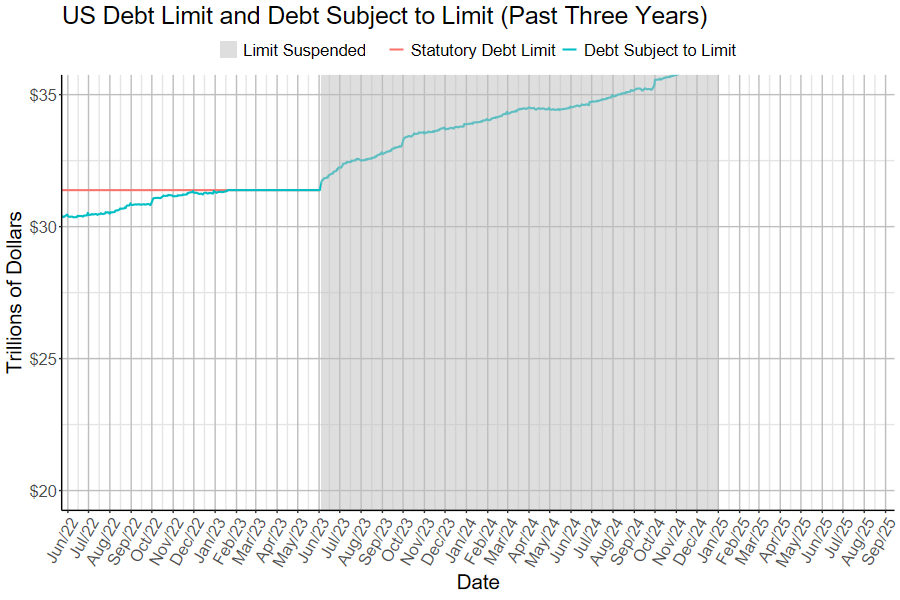 US Debt Limit and Debt Subject to Limit (Past Three Years)
Limit Suspended Statutory Debt Limit Debt Subject to Limit
Trillions of Dollars
$35
$30
$25
$20
Jun/22 Jul/22 Aug/22 Sep/22 Oct/22 Nov/22 Dec/22 Jan/23 Feb/23 Mar/23 Apr/23 May/23 Jun/23 Jul/23 Aug/23 Sep/23 Oct/23 Nov/23 Dec/23 Jan/24 Feb/24 Mar/24 Apr/24 May/24 Jun/24 Jul/24 Aug/24 Sep/24 Oct/24 Nov/24 Dec/24 Jan/25 Feb/25 Mar/25 Apr/25 May/25 Jun/25 Jul/25 Aug/25 Sep/25
Date